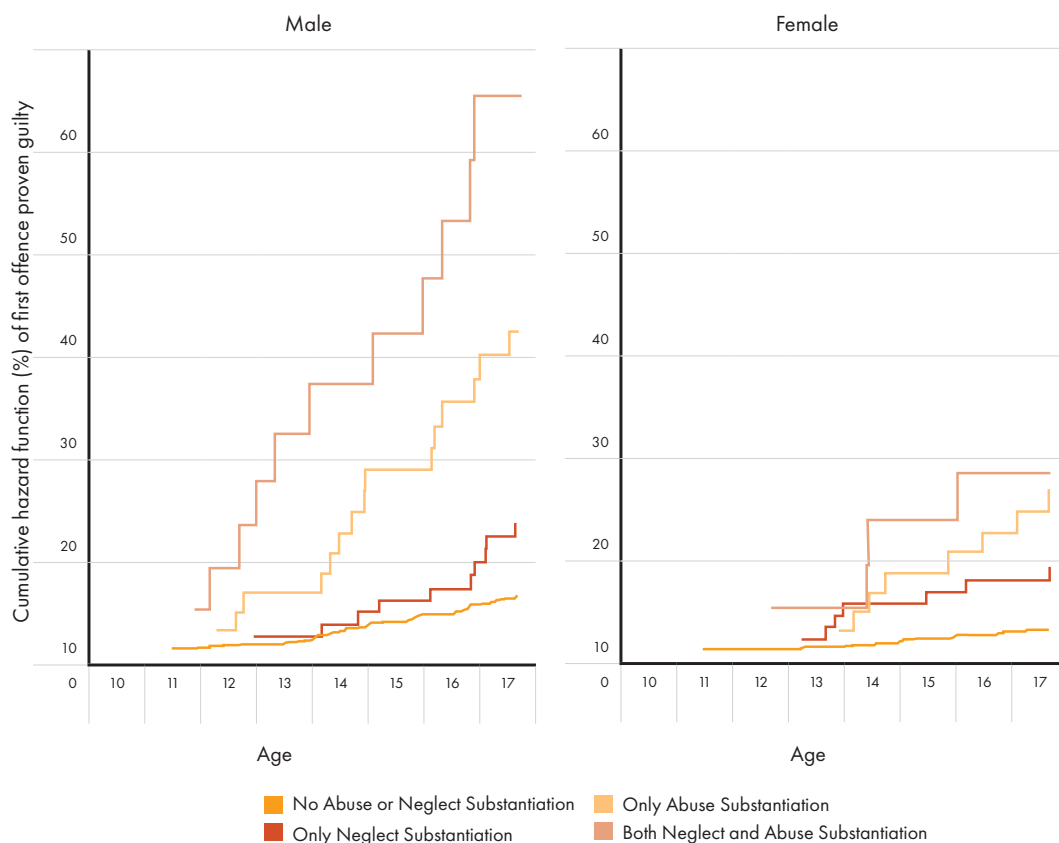 Male
Female
Cumulative hazard function (%) of first offence proven guilty
60
50
40
30
20
10
0 10 11 12 13 14 15 16 17
Age
60
50
40
30
20
10
0 10 11 12 13 14 15 16 17
Age
No Abuse or Neglect Substantiation
Only Abuse Substantiation
Only Neglect Substantiation
Both Neglect and Abuse Substantiation